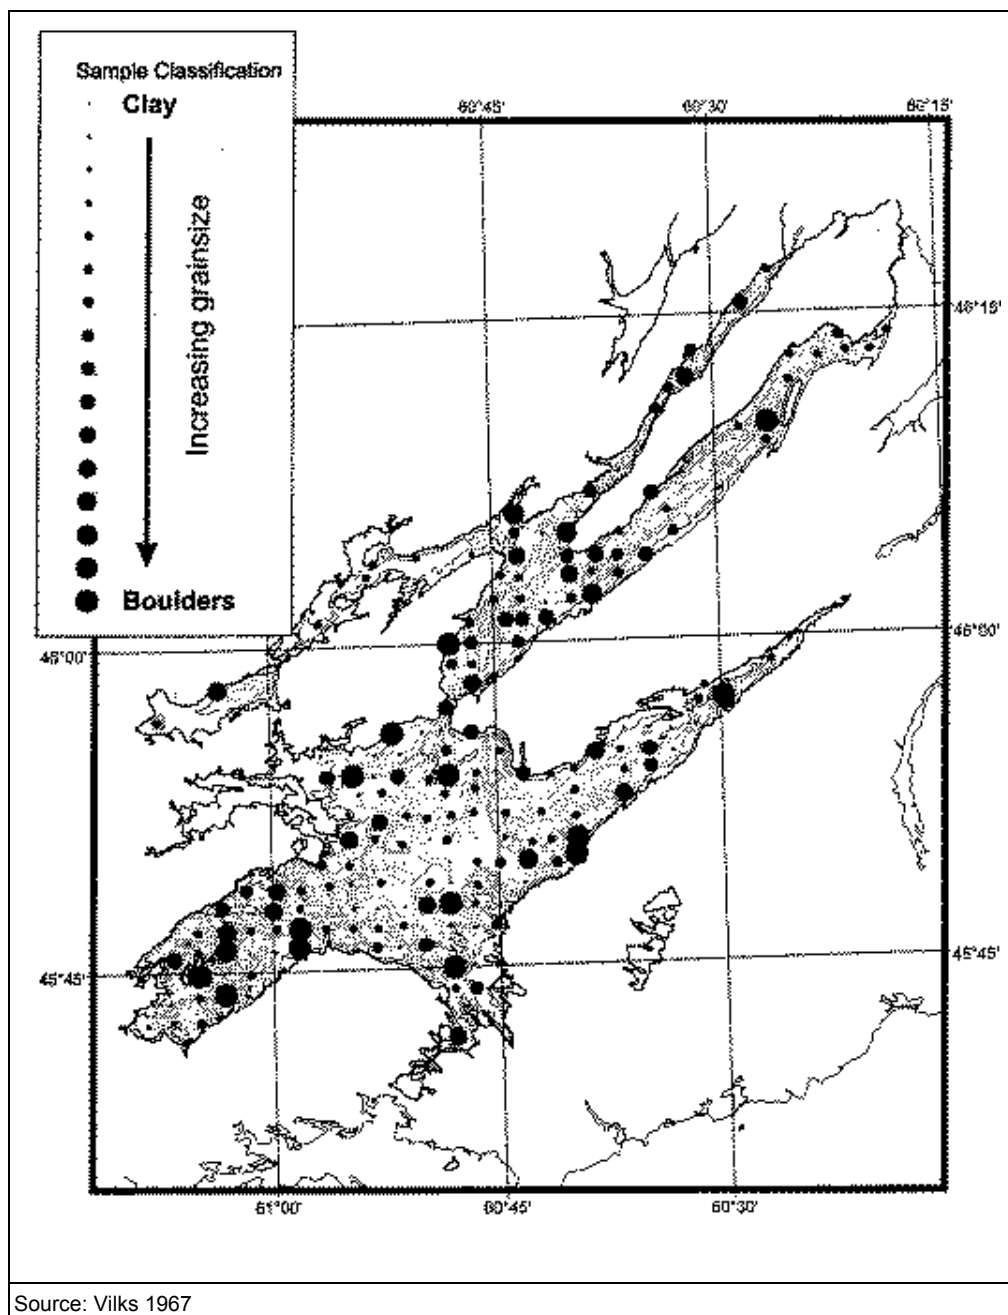 Sample Classification
Clay
Increasing grainsize
Boulders
60°45'
60°30'
60°15'
46°15'
46°00'
46°00'
45°45'
45°45'
61°00'
60°45'
60°30'
Source: Vilks 1967